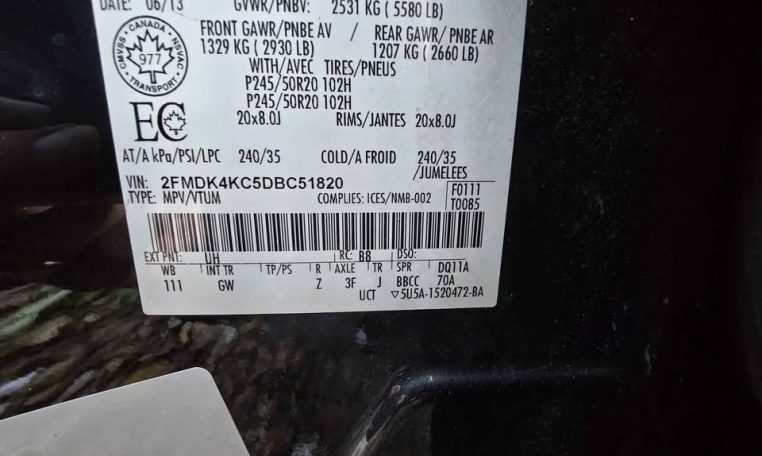 DATE: 06/13 GVWR/PNBV: 2531 KG ( 5580 LB)
FRONT GAWR/PNBE AV / REAR GAWR/PNBE AR
1329 KG ( 2930 LB) 1207 KG ( 2660 LB)
WITH/AVEC TIRES/PNEUS
P245/50R20 102H
P245/50R20 102H
20x8.0J RIMS/JANTES 20x8.0J
CANADA
CMVSS NSVAC
977
TRANSPORT
EC
AT/A kPa/PSI/LPC 240/35 COLD/A FROID 240/35
/JUMELEES
VIN: 2FMDK4KC5DBC51820
TYPE: MPV/VTUM COMPLIES: ICES/NMB-002
F0111
T0085
EXT PNT: UH RC: B8 DSO:
WB INT TR TP/PS R AXLE TR SPR DQ11A
111 GW Z 3F J BBCC 70A
UCT ▽5U5A-1520472-BA